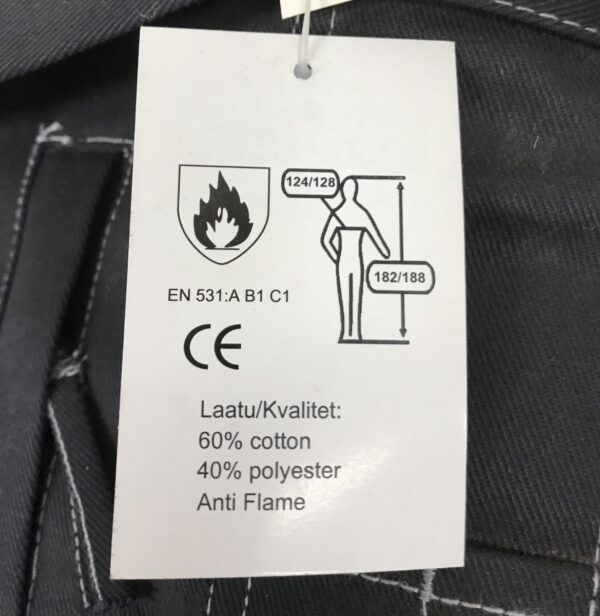 124/128
182/188
EN 531:A B1 C1
CE
Laatu/Kvalitet:
60% cotton
40% polyester
Anti Flame